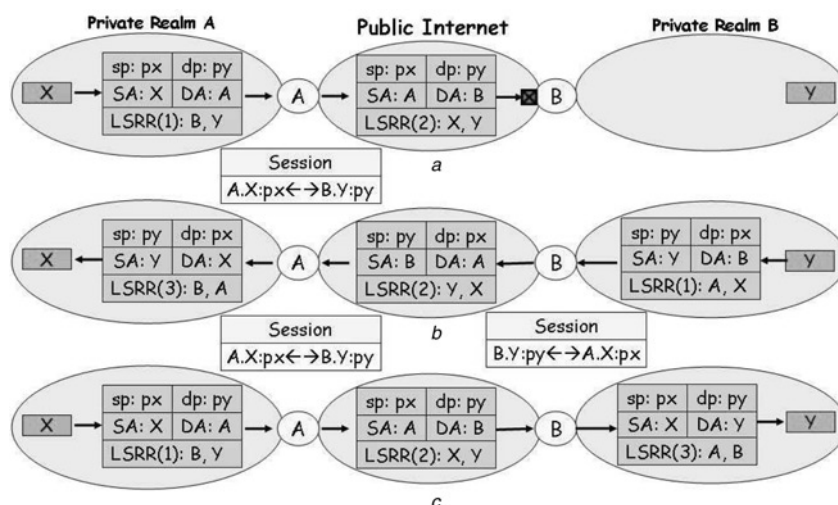 Private Realm A
Public Internet
Private Realm B
X
sp: px dp: py
SA: X DA: A
LSRR(1): B, Y
A
sp: px dp: py
SA: A DA: B
LSRR(2): X, Y
B
Y
a
Session
A.X:px←→B.Y:py
X
sp: py dp: px
SA: Y DA: X
LSRR(3): B, A
A
sp: py dp: px
SA: B DA: A
LSRR(2): Y, X
B
sp: py dp: px
SA: Y DA: B
LSRR(1): A, X
Y
b
Session
A.X:px←→B.Y:py
Session
B.Y:py←→A.X:px
X
sp: px dp: py
SA: X DA: A
LSRR(1): B, Y
A
sp: px dp: py
SA: A DA: B
LSRR(2): X, Y
B
sp: px dp: py
SA: X DA: Y
LSRR(3): A, B
Y
c